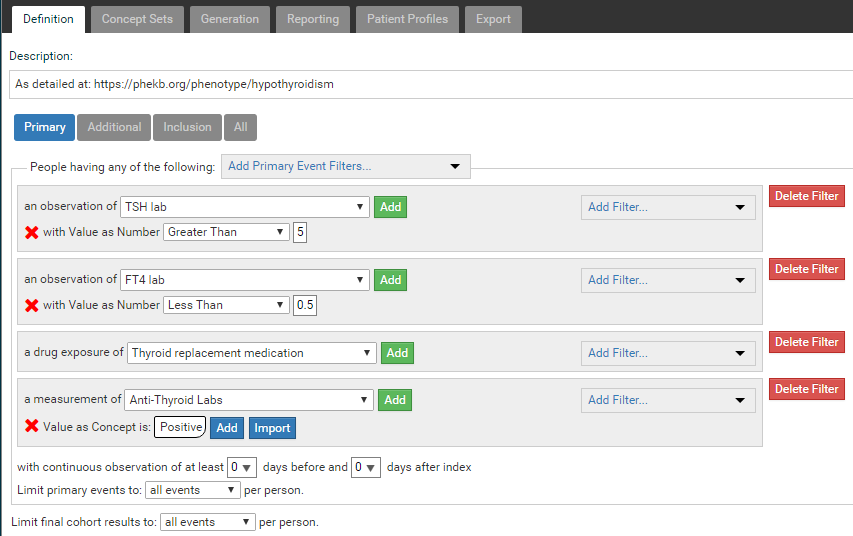 Definition Concept Sets Generation Reporting Patient Profiles Export
Description:
As detailed at: https://phekb.org/phenotype/hypothyroidism
Primary Additional Inclusion All
People having any of the following: Add Primary Event Filters...
an observation of TSH lab Add Add Filter... Delete Filter
with Value as Number Greater Than 5
an observation of FT4 lab Add Add Filter... Delete Filter
with Value as Number Less Than 0.5
a drug exposure of Thyroid replacement medication Add Add Filter... Delete Filter
a measurement of Anti-Thyroid Labs Add Add Filter... Delete Filter
Value as Concept is: Positive Add Import
with continuous observation of at least 0 days before and 0 days after index
Limit primary events to: all events per person.
Limit final cohort results to: all events per person.